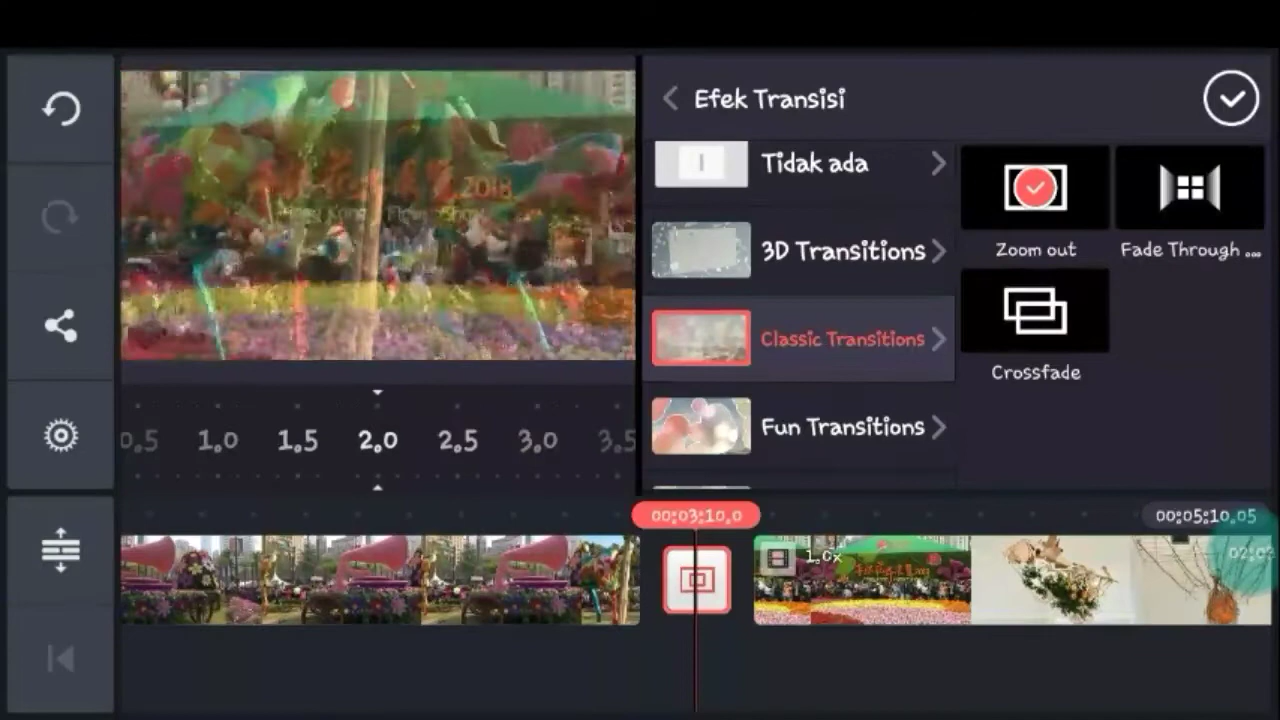 Efek Transisi
Tidak ada
3D Transitions
Classic Transitions
Fun Transitions
Zoom out
Fade Through ...
Crossfade
2018
0.5 1.0 1.5 2.0 2.5 3.0 3.5
00:03:10.0
00:05:10.05
1.0x